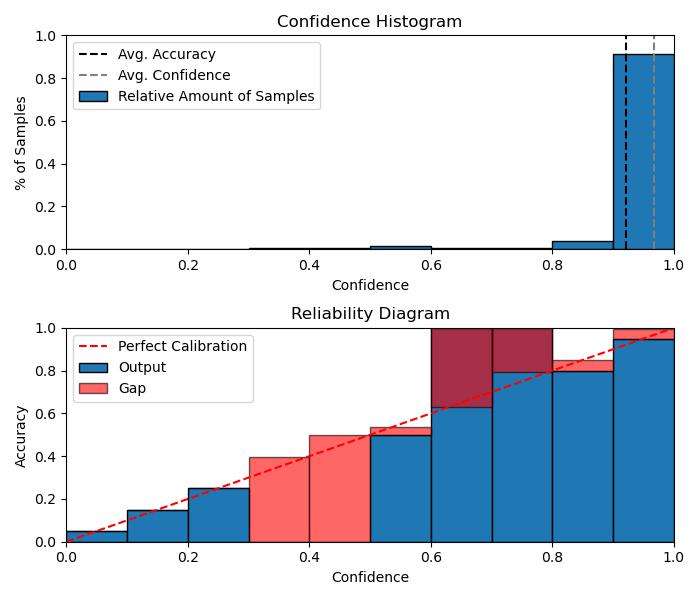 Confidence Histogram
1.0
0.8
0.6
0.4
0.2
0.0
% of Samples
Avg. Accuracy
Avg. Confidence
Relative Amount of Samples
0.0 0.2 0.4 0.6 0.8 1.0
Confidence
Reliability Diagram
1.0
0.8
0.6
0.4
0.2
0.0
Accuracy
Perfect Calibration
Output
Gap
0.0 0.2 0.4 0.6 0.8 1.0
Confidence